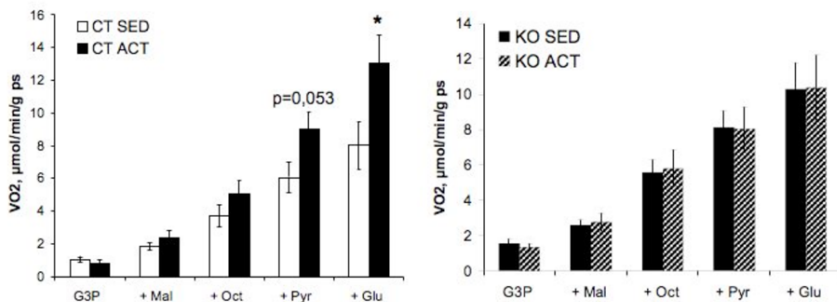 CT SED
CT ACT
*
p=0,053
VO2, µmol/min/g ps
16
14
12
10
8
6
4
2
0
G3P
+ Mal
+ Oct
+ Pyr
+ Glu
KO SED
KO ACT
VO2, µmol/min/g ps
14
12
10
8
6
4
2
0
G3P
+ Mal
+ Oct
+ Pyr
+ Glu